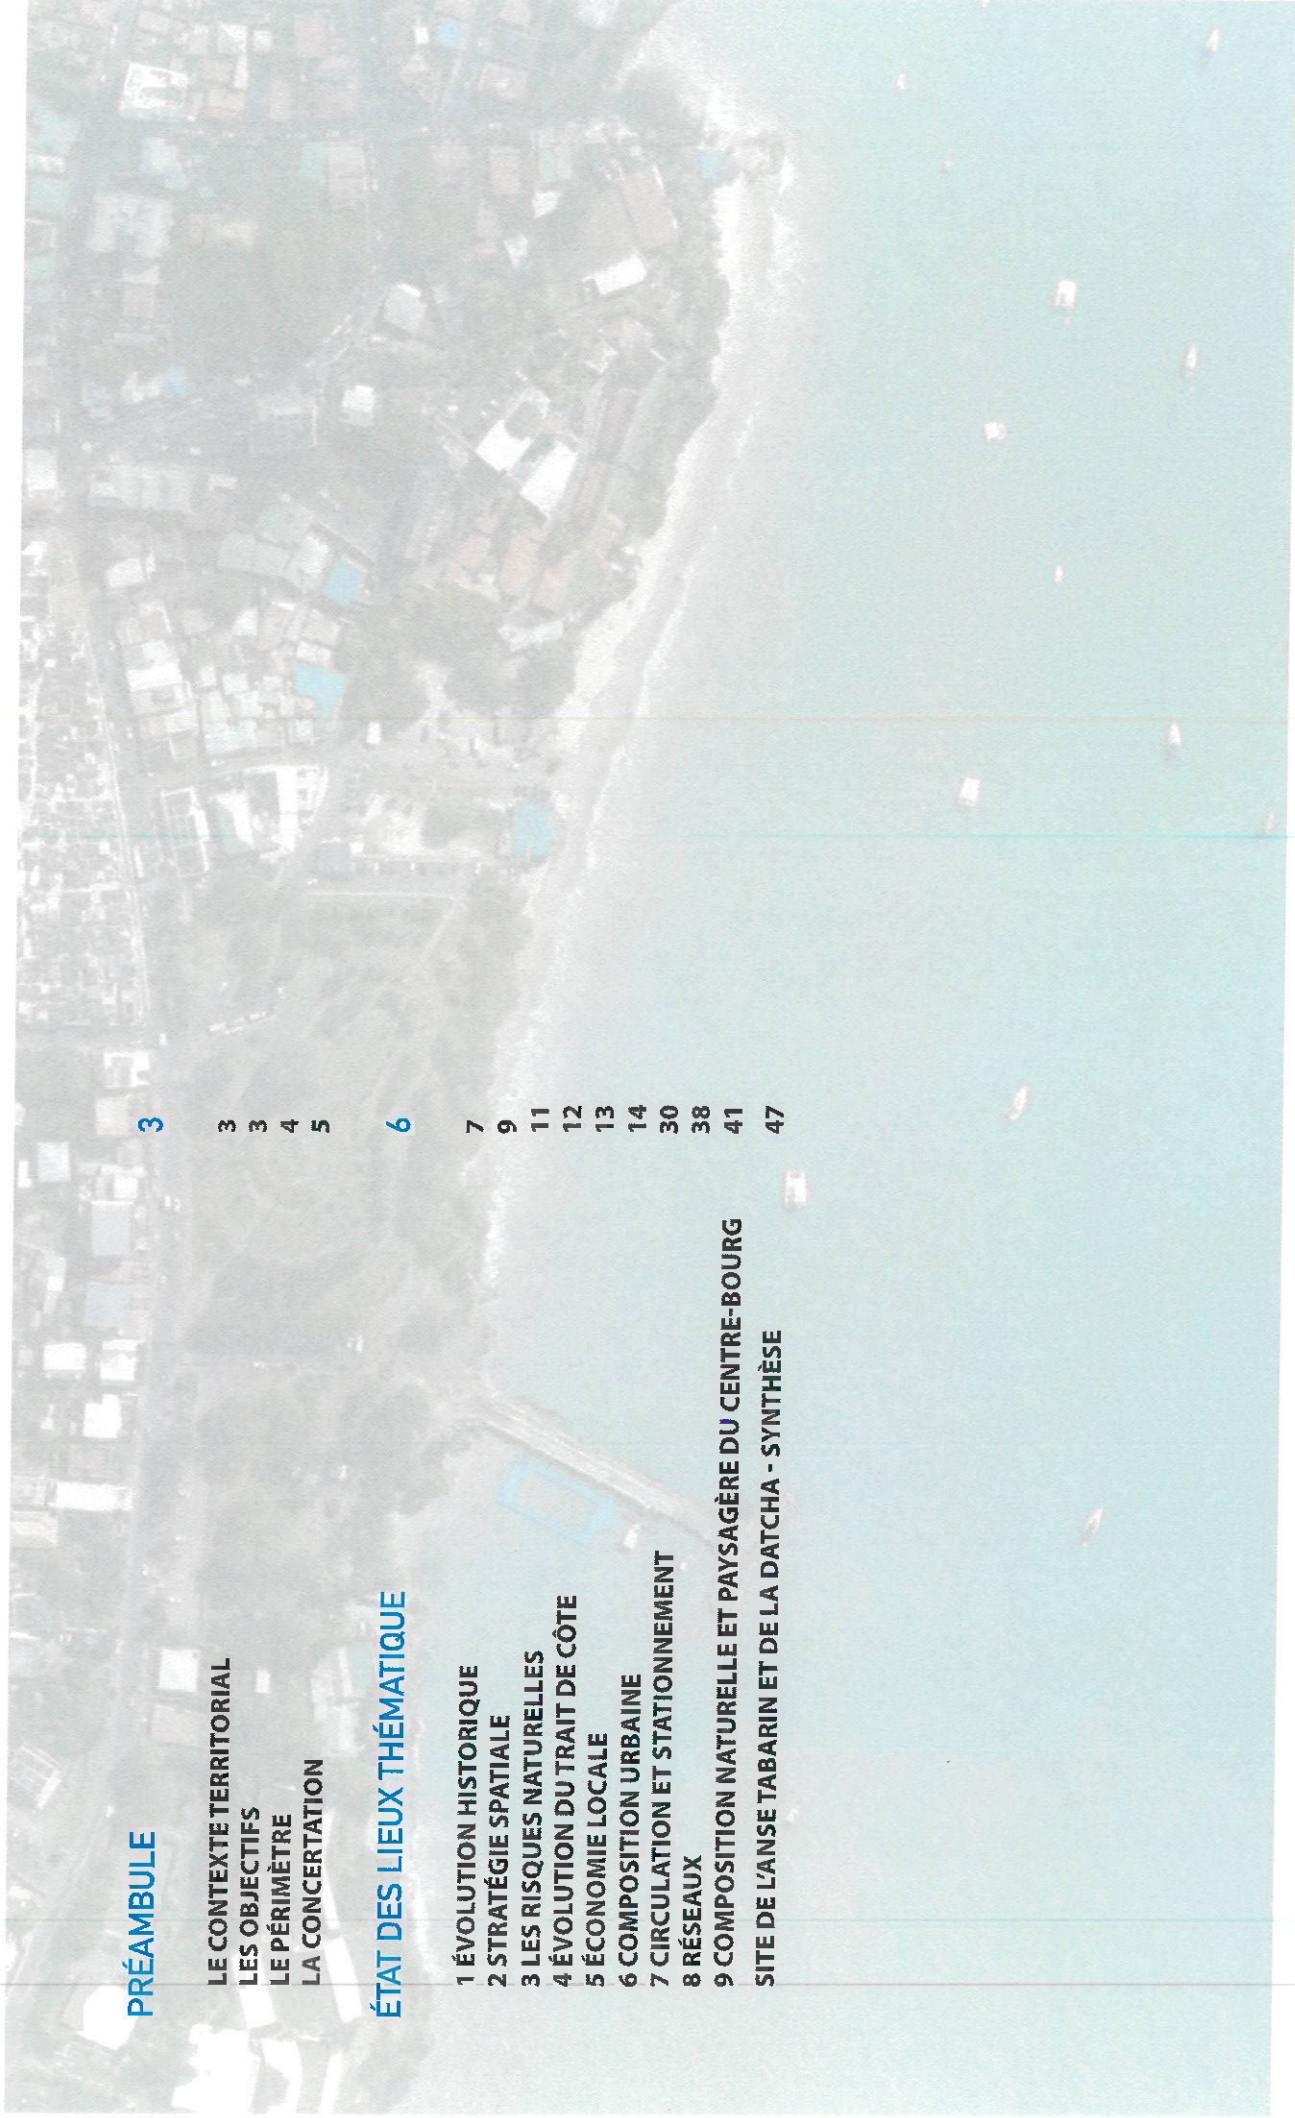 PRÉAMBULE 3
LE CONTEXTE TERRITORIAL 3
LES OBJECTIFS 3
LE PÉRIMÈTRE 4
LA CONCERTATION 5
ÉTAT DES LIEUX THÉMATIQUE 6
1 ÉVOLUTION HISTORIQUE 7
2 STRATÉGIE SPATIALE 9
3 LES RISQUES NATURELLES 11
4 ÉVOLUTION DU TRAIT DE CÔTE 12
5 ÉCONOMIE LOCALE 13
6 COMPOSITION URBAINE 14
7 CIRCULATION ET STATIONNEMENT 30
8 RÉSEAUX 38
9 COMPOSITION NATURELLE ET PAYSAGÈRE DU CENTRE-BOURG 41
SITE DE L'ANSE TABARIN ET DE LA DATCHA - SYNTHÈSE 47